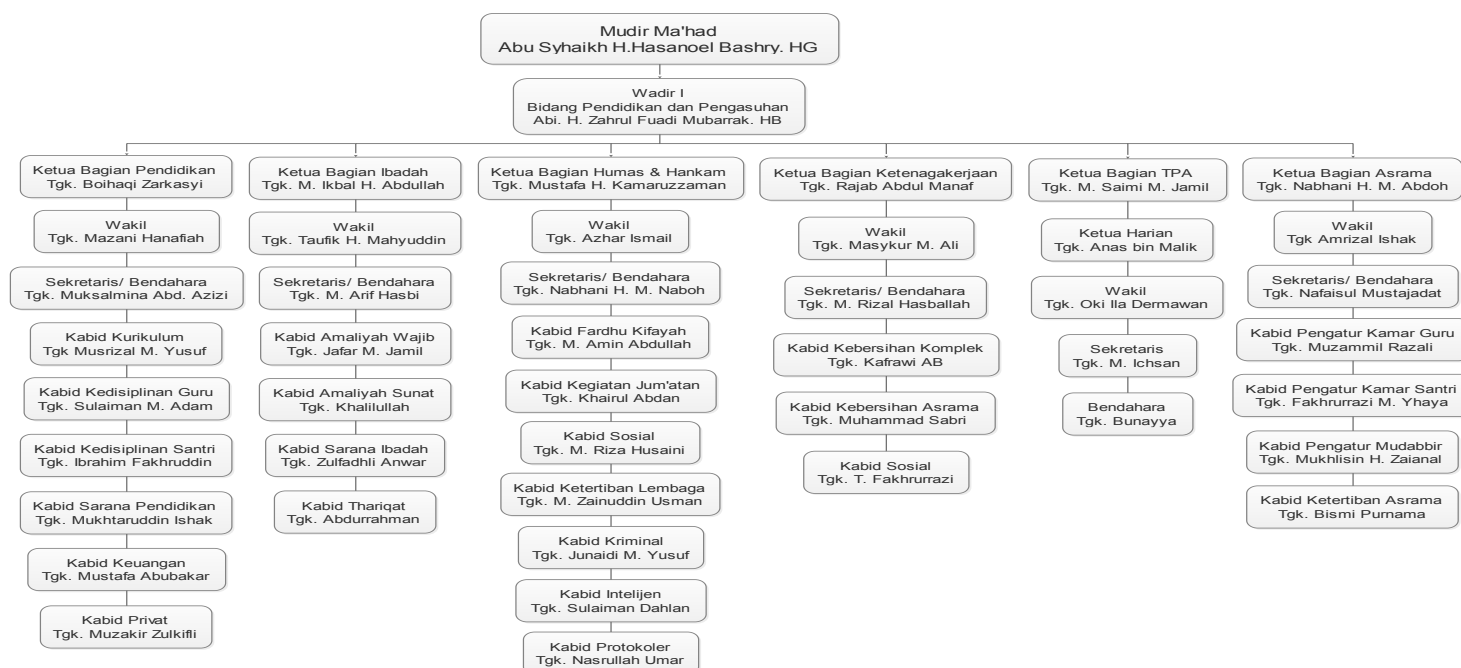 Mudir Ma'had
Abu Syhaikh H.Hasanoel Bashry. HG
Wadir I
Bidang Pendidikan dan Pengasuhan
Abi. H. Zahrul Fuadi Mubarrak. HB
Ketua Bagian Pendidikan
Tgk. Boihaqi Zarkasyi
Wakil
Tgk. Mazani Hanafiah
Sekretaris/ Bendahara
Tgk. Muksalmina Abd. Azizi
Kabid Kurikulum
Tgk Musrizal M. Yusuf
Kabid Kedisiplinan Guru
Tgk. Sulaiman M. Adam
Kabid Kedisiplinan Santri
Tgk. Ibrahim Fakhruddin
Kabid Sarana Pendidikan
Tgk. Mukhtaruddin Ishak
Kabid Keuangan
Tgk. Mustafa Abubakar
Kabid Privat
Tgk. Muzakir Zulkifli
Ketua Bagian Ibadah
Tgk. M. Ikbal H. Abdullah
Wakil
Tgk. Taufik H. Mahyuddin
Sekretaris/ Bendahara
Tgk. M. Arif Hasbi
Kabid Amaliyah Wajib
Tgk. Jafar M. Jamil
Kabid Amaliyah Sunat
Tgk. Khalilullah
Kabid Sarana Ibadah
Tgk. Zulfadhli Anwar
Kabid Thariqat
Tgk. Abdurrahman
Ketua Bagian Humas & Hankam
Tgk. Mustafa H. Kamaruzzaman
Wakil
Tgk. Azhar Ismail
Sekretaris/ Bendahara
Tgk. Nabhani H. M. Naboh
Kabid Fardhu Kifayah
Tgk. M. Amin Abdullah
Kabid Kegiatan Jum'atan
Tgk. Khairul Abdan
Kabid Sosial
Tgk. M. Riza Husaini
Kabid Ketertiban Lembaga
Tgk. M. Zainuddin Usman
Kabid Kriminal
Tgk. Junaidi M. Yusuf
Kabid Intelijen
Tgk. Sulaiman Dahlan
Kabid Protokoler
Tgk. Nasrullah Umar
Ketua Bagian Ketenagakerjaan
Tgk. Rajab Abdul Manaf
Wakil
Tgk. Masykur M. Ali
Sekretaris/ Bendahara
Tgk. M. Rizal Hasballah
Kabid Kebersihan Komplek
Tgk. Kafrawi AB
Kabid Kebersihan Asrama
Tgk. Muhammad Sabri
Kabid Sosial
Tgk. T. Fakhrurrazi
Ketua Bagian TPA
Tgk. M. Saimi M. Jamil
Ketua Harian
Tgk. Anas bin Malik
Wakil
Tgk. Oki Ila Dermawan
Sekretaris
Tgk. M. Ichsan
Bendahara
Tgk. Bunayya
Ketua Bagian Asrama
Tgk. Nabhani H. M. Abdoh
Wakil
Tgk Amrizal Ishak
Sekretaris/ Bendahara
Tgk. Nafaisul Mustajadat
Kabid Pengatur Kamar Guru
Tgk. Muzammil Razali
Kabid Pengatur Kamar Santri
Tgk. Fakhrurrazi M. Yhaya
Kabid Pengatur Mudabbir
Tgk. Mukhlisin H. Zaianal
Kabid Ketertiban Asrama
Tgk. Bismi Purnama